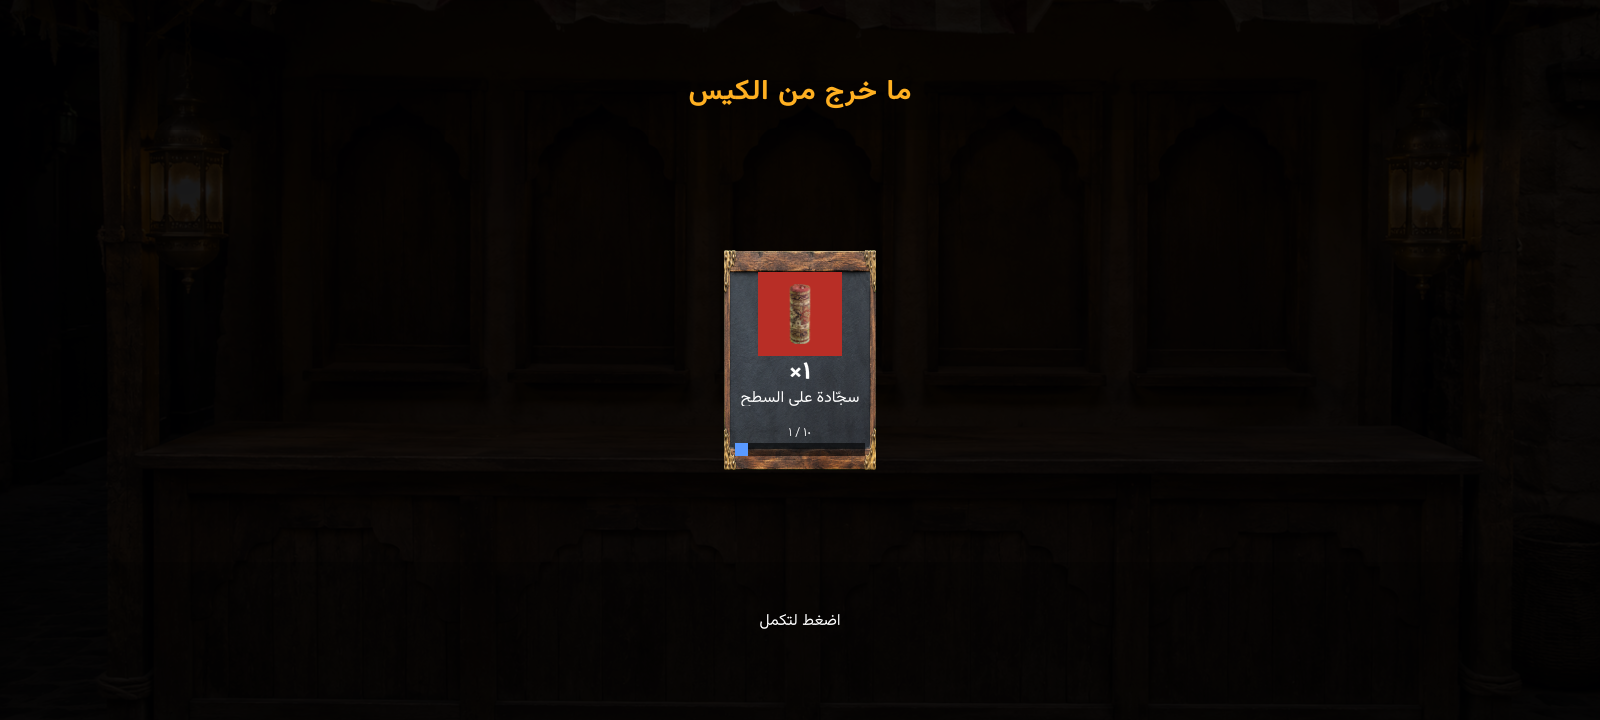 ما خرج من الكيس
×١
سجّادة على السطح
١ / ١٠
اضغط لتكمل